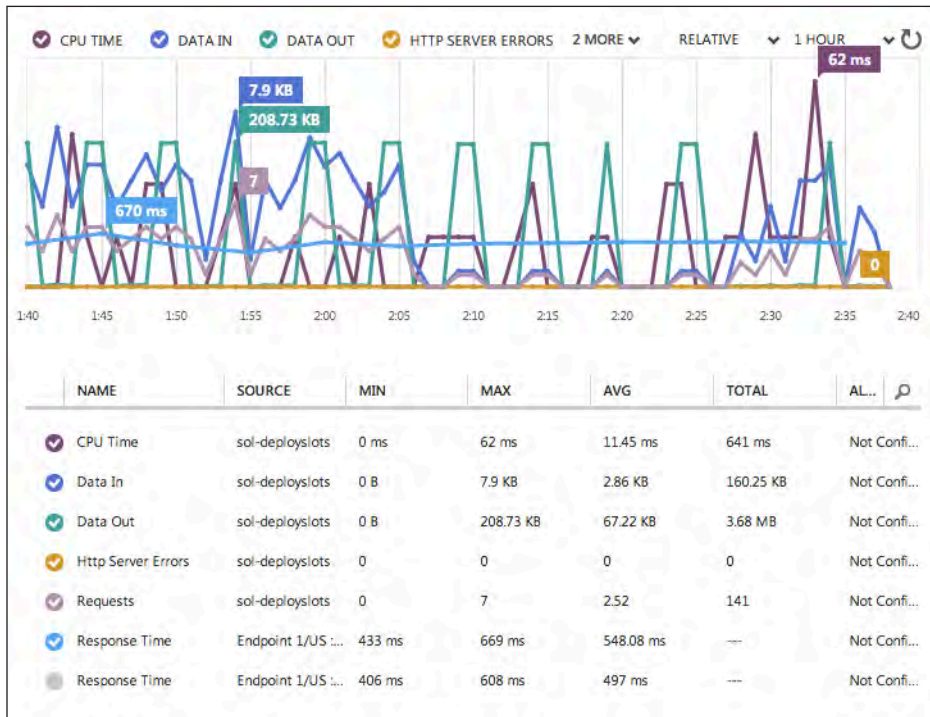 CPU TIME DATA IN DATA OUT HTTP SERVER ERRORS 2 MORE RELATIVE 1 HOUR
62 ms
7.9 KB
208.73 KB
7
670 ms
0
1:40 1:45 1:50 1:55 2:00 2:05 2:10 2:15 2:20 2:25 2:30 2:35 2:40
NAME SOURCE MIN MAX AVG TOTAL AL...
CPU Time sol-deployslots 0 ms 62 ms 11.45 ms 641 ms Not Confi...
Data In sol-deployslots 0 B 7.9 KB 2.86 KB 160.25 KB Not Confi...
Data Out sol-deployslots 0 B 208.73 KB 67.22 KB 3.68 MB Not Confi...
Http Server Errors sol-deployslots 0 0 0 0 Not Confi...
Requests sol-deployslots 0 7 2.52 141 Not Confi...
Response Time Endpoint 1/US :... 433 ms 669 ms 548.08 ms --- Not Confi...
Response Time Endpoint 1/US :... 406 ms 608 ms 497 ms --- Not Confi...